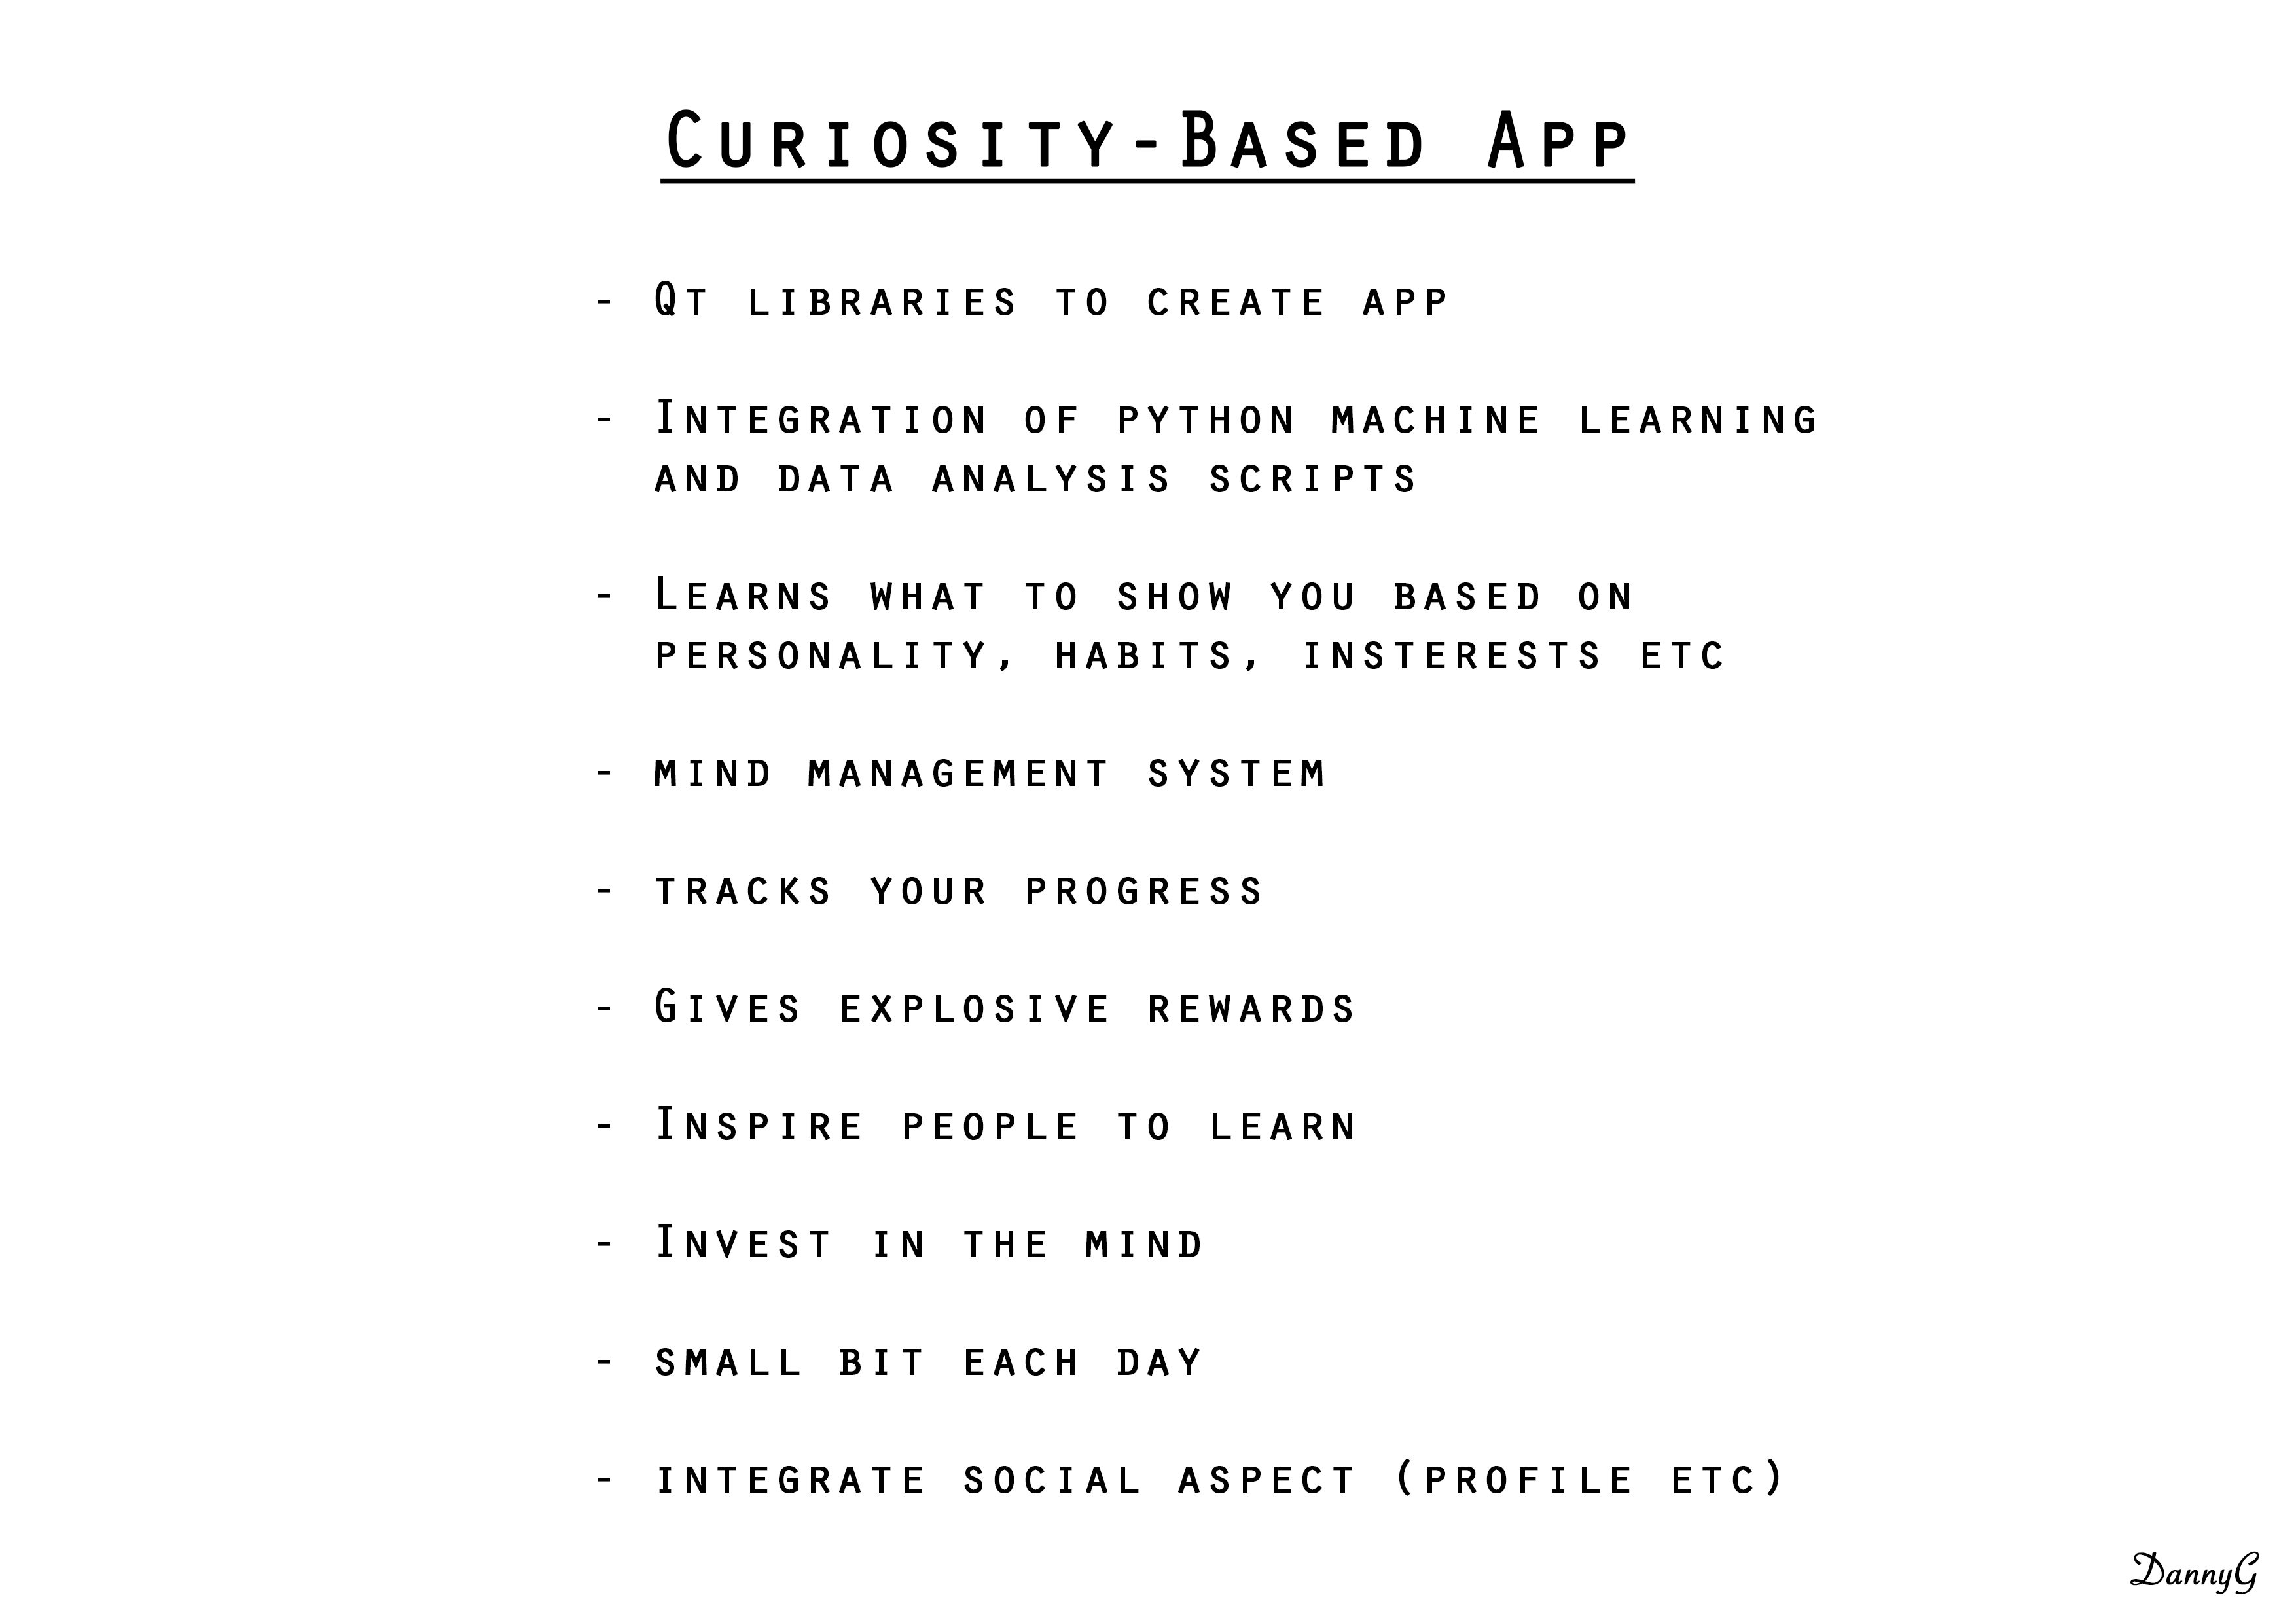 Curiosity-Based App
- Qt libraries to create app
- Integration of python machine learning
and data analysis scripts
- Learns what to show you based on
personality, habits, insterests etc
- mind management system
- tracks your progress
- Gives explosive rewards
- Inspire people to learn
- Invest in the mind
- small bit each day
- integrate social aspect (profile etc)
DannyG